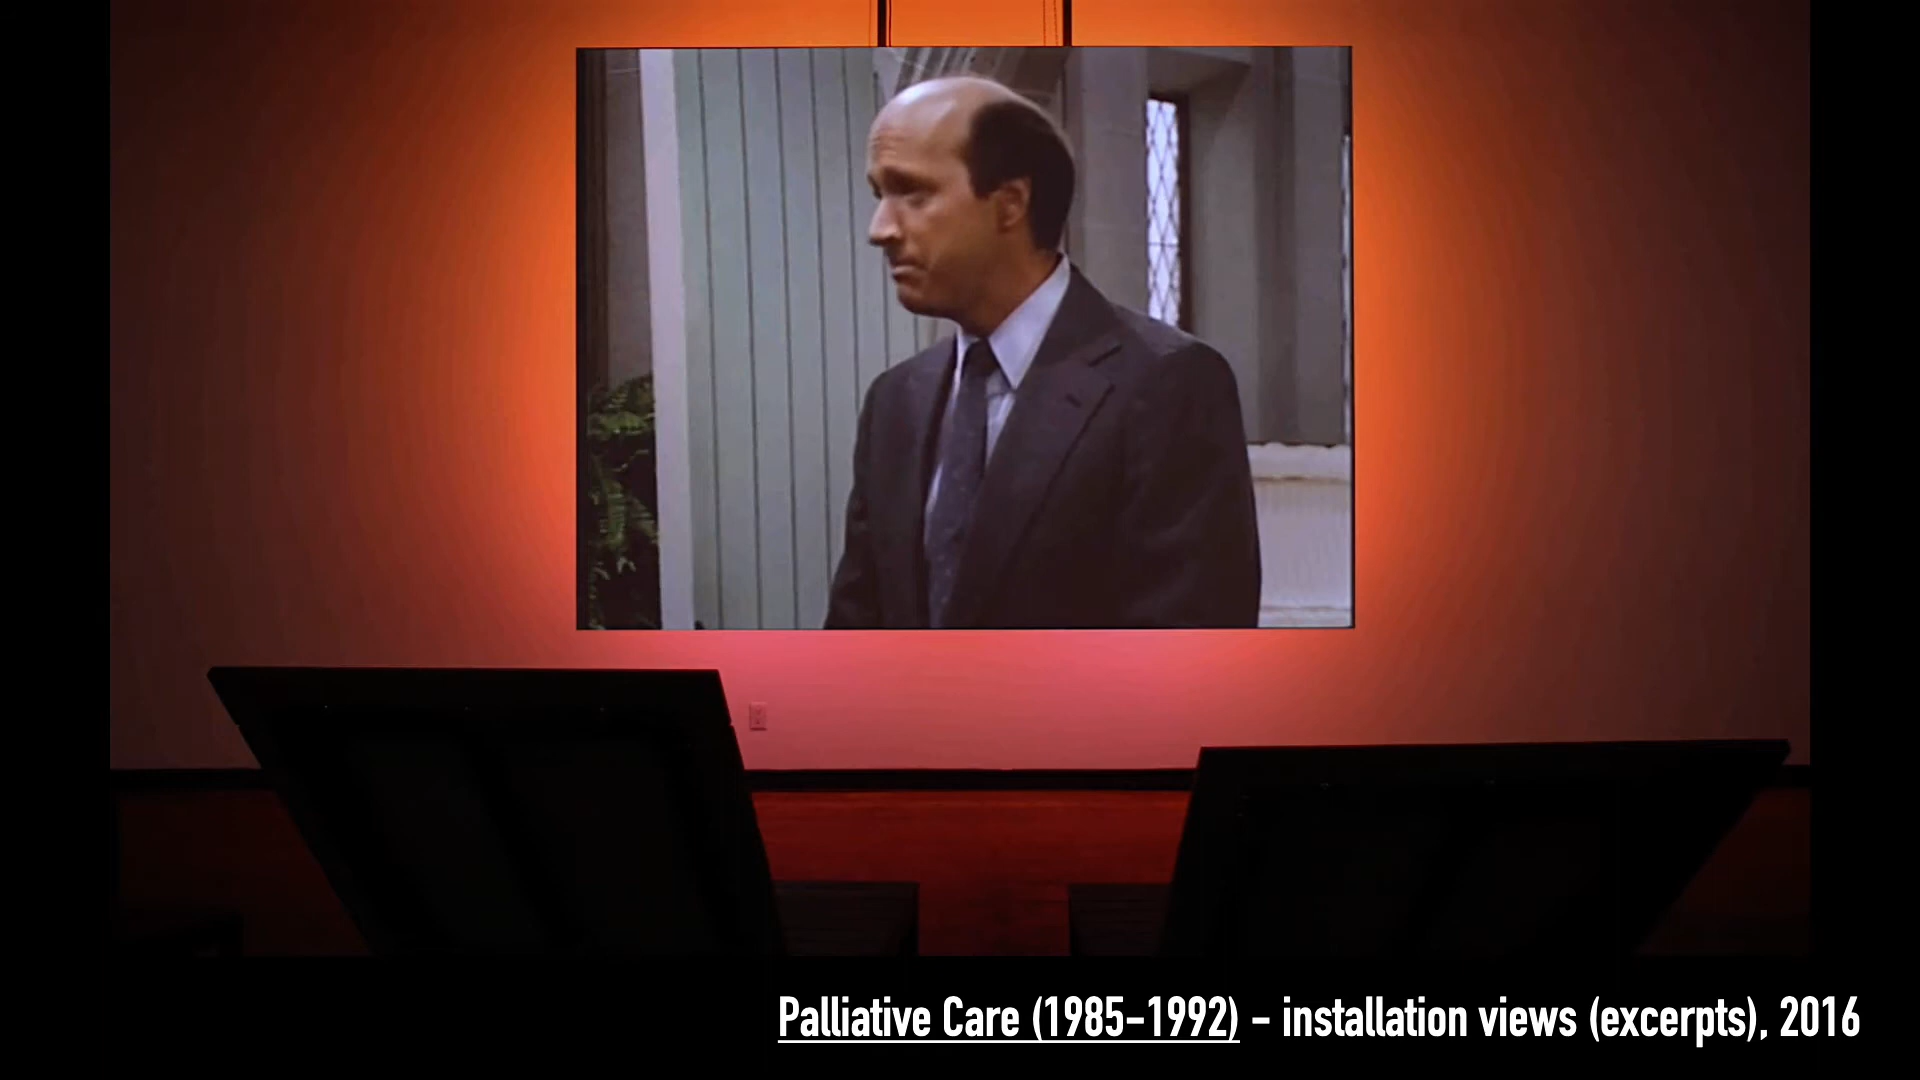 Palliative Care (1985-1992) - installation views (excerpts), 2016